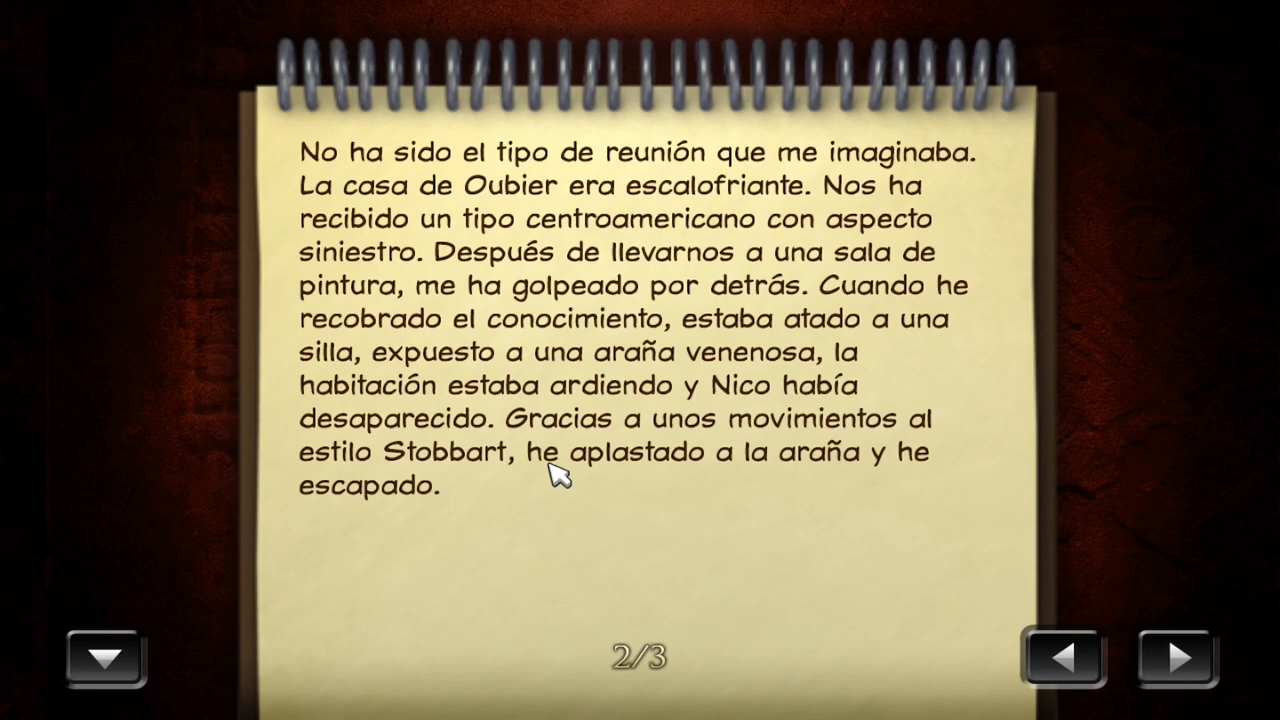 No ha sido el tipo de reunión que me imaginaba.
La casa de Oubier era escalofriante. Nos ha
recibido un tipo centroamericano con aspecto
siniestro. Después de llevarnos a una sala de
pintura, me ha golpeado por detrás. Cuando he
recobrado el conocimiento, estaba atado a una
silla, expuesto a una araña venenosa, la
habitación estaba ardiendo y Nico había
desaparecido. Gracias a unos movimientos al
estilo Stobbart, he aplastado a la araña y he
escapado.
2/3